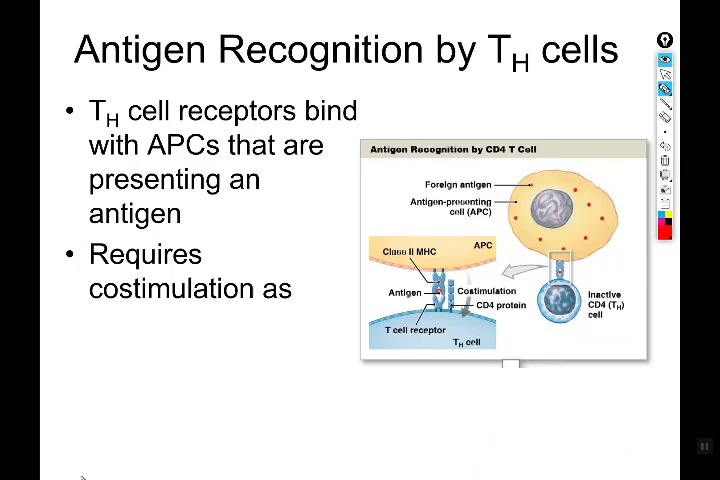 Antigen Recognition by TH cells
• TH cell receptors bind
with APCs that are
presenting an
antigen
• Requires
costimulation as
Antigen Recognition by CD4 T Cell
Foreign antigen
Antigen-presenting
cell (APC)
APC
Class II MHC
Antigen
Costimulation
CD4 protein
T cell receptor
TH cell
Inactive
CD4 (TH)
cell